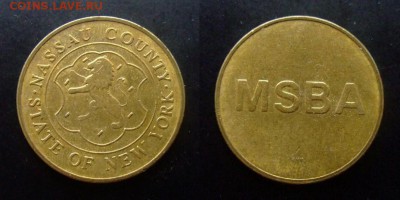 COINS.LAVE.RU
· NASSAU COUNTY ·
STATE OF NEW YORK
MSBA